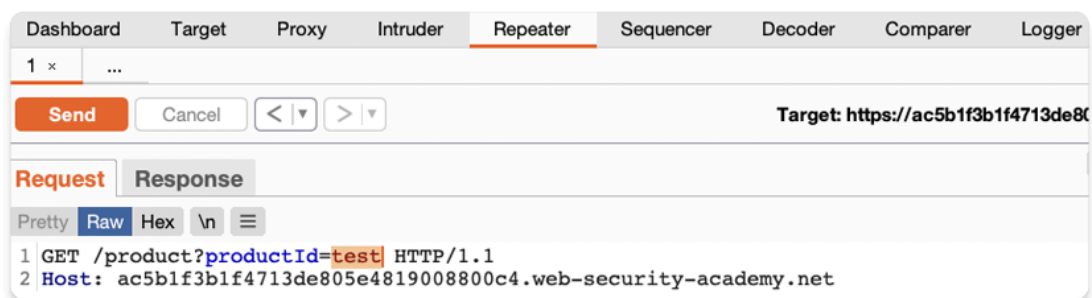 Dashboard Target Proxy Intruder Repeater Sequencer Decoder Comparer Logger
1 × ...
Send Cancel < > Target: https://ac5b1f3b1f4713de80
Request Response
Pretty Raw Hex \n
1 GET /product?productId=test HTTP/1.1
2 Host: ac5b1f3b1f4713de805e4819008800c4.web-security-academy.net